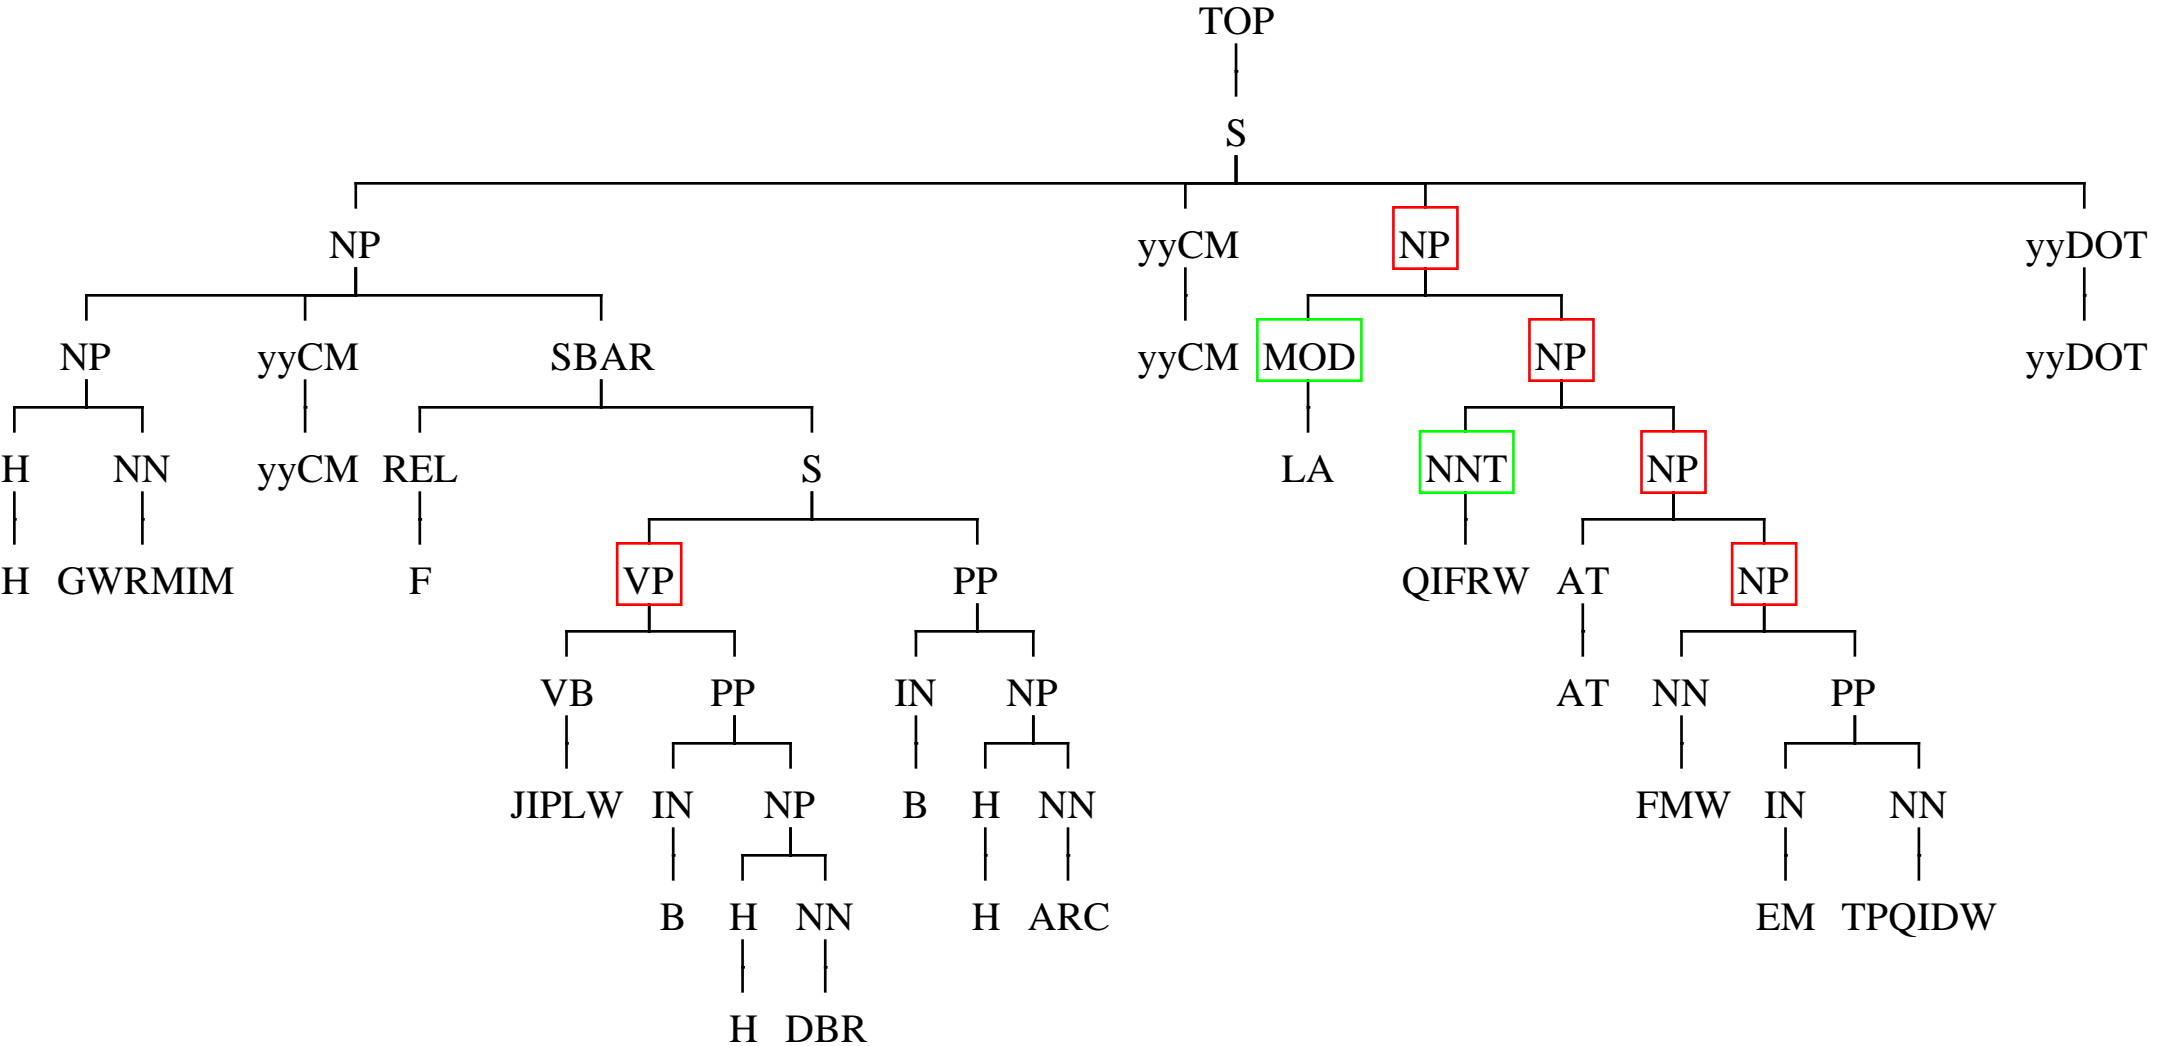 TOP
S
NP yyCM NP yyDOT
NP yyCM SBAR yyCM MOD NP yyDOT
H NN yyCM REL S LA NNT NP
H GWRMIM F VP PP QIFRW AT NP
VB PP IN NP AT NN PP
JIPLW IN NP B H NN FMW IN NN
B H NN H ARC EM TPQIDW
H DBR